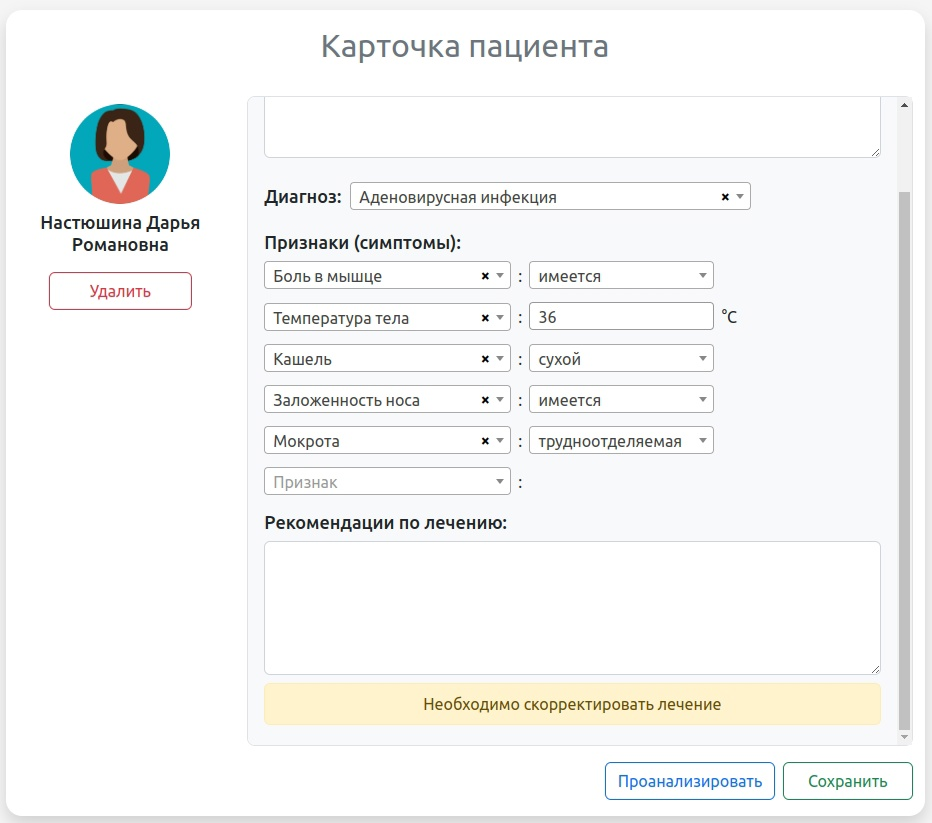 Карточка пациента
Настюшина Дарья
Романовна
Удалить
Диагноз: Аденовирусная инфекция × 
Признаки (симптомы):
Боль в мышце × : имеется
Температура тела × : 36 °C
Кашель × : сухой
Заложенность носа × : имеется
Мокрота × : трудноотделяемая
Признак :
Рекомендации по лечению:
Необходимо скорректировать лечение
Проанализировать Сохранить